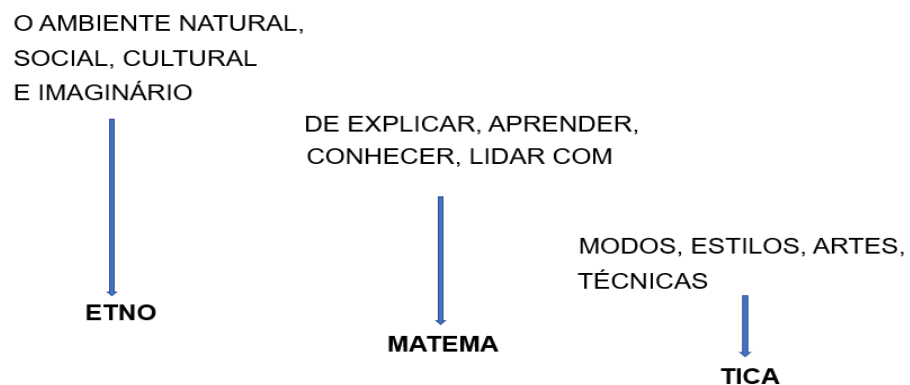 O AMBIENTE NATURAL,
SOCIAL, CULTURAL
E IMAGINÁRIO
ETNO
DE EXPLICAR, APRENDER,
CONHECER, LIDAR COM
MATEMA
MODOS, ESTILOS, ARTES,
TÉCNICAS
TICA